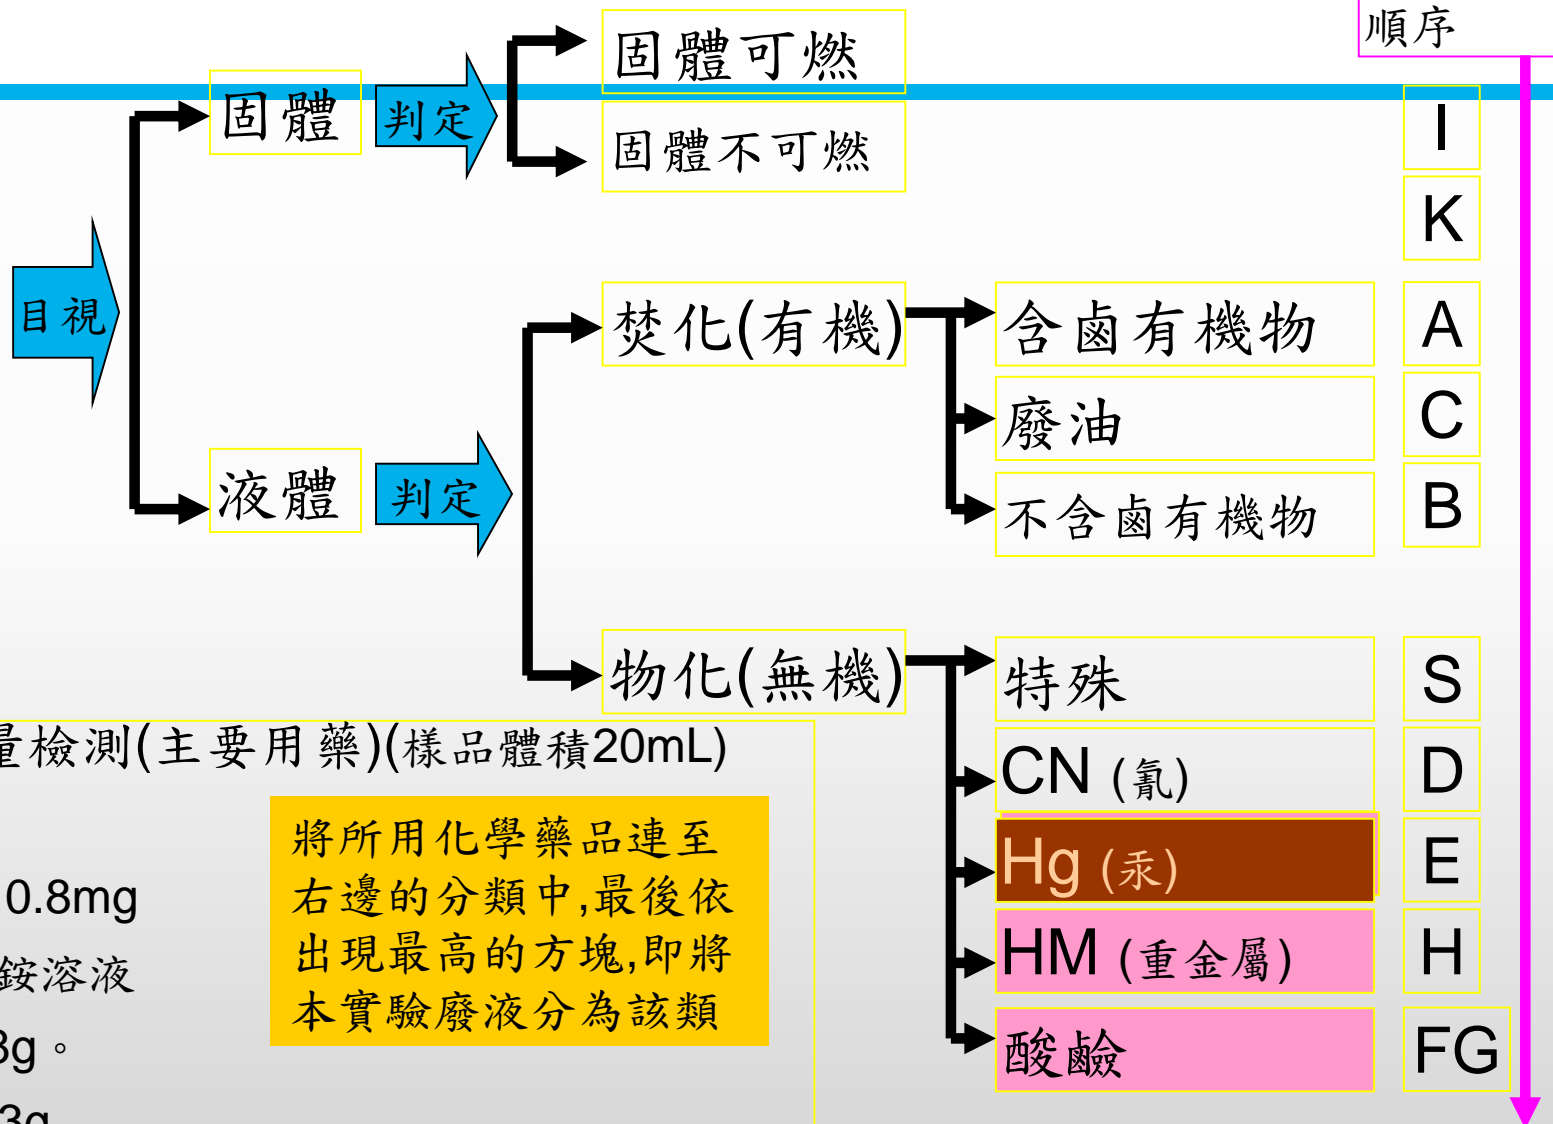 順序
固體可燃
固體
判定
固體不可燃
I
K
目視
焚化(有機)
含鹵有機物
A
廢油
C
液體
判定
不含鹵有機物
B
物化(無機)
特殊
S
CN (氰)
D
Hg (汞)
E
HM (重金屬)
H
酸鹼
FG
量檢測(主要用藥)(樣品體積20mL)
0.8mg
銨溶液
3g。
3g
將所用化學藥品連至
右邊的分類中,最後依
出現最高的方塊,即將
本實驗廢液分為該類